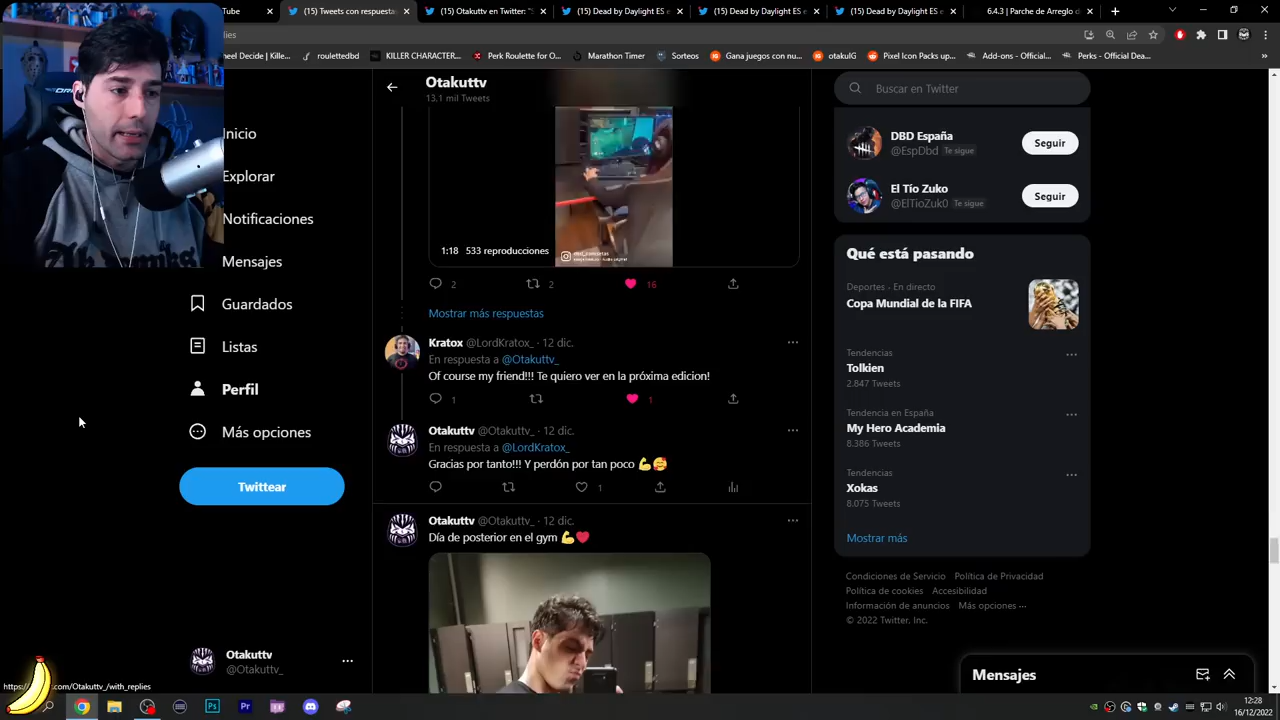 Tube
(15) Tweets con respuesta
(15) Otakuttv en Twitter: "S
(15) Dead by Daylight ES e
(15) Dead by Daylight ES e
(15) Dead by Daylight ES e
6.4.3 | Parche de Arreglo d
plies
roulettedbd
KILLER CHARACTER...
Perk Roulette for O...
Marathon Timer
Sorteos
Gana juegos con nu...
otakuIG
Pixel Icon Packs up...
Add-ons - Official...
Perks - Official Dea...
Inicio
Explorar
Notificaciones
Mensajes
Guardados
Listas
Perfil
Más opciones
Twittear
Otakuttv
@Otakuttv_
Otakuttv
13,1 mil Tweets
1:18 533 reproducciones
2
2
16
Mostrar más respuestas
Kratox @LordKratox_ · 12 dic.
En respuesta a @Otakuttv_
Of course my friend!!! Te quiero ver en la próxima edicion!
1
1
Otakuttv @Otakuttv_ · 12 dic.
En respuesta a @LordKratox_
Gracias por tanto!!! Y perdón por tan poco 💪🥰
1
Otakuttv @Otakuttv_ · 12 dic.
Día de posterior en el gym 💪❤️
Buscar en Twitter
DBD España
@EspDbd Te sigue
Seguir
El Tío Zuko
@ElTioZuk0 Te sigue
Seguir
Qué está pasando
Deportes · En directo
Copa Mundial de la FIFA
Tendencias
Tolkien
2.847 Tweets
Tendencia en España
My Hero Academia
8.386 Tweets
Tendencias
Xokas
8.075 Tweets
Mostrar más
Condiciones de Servicio Política de Privacidad
Política de cookies Accesibilidad
Información de anuncios Más opciones ···
© 2022 Twitter, Inc.
Mensajes
.com/Otakuttv_/with_replies
12:28
16/12/2022